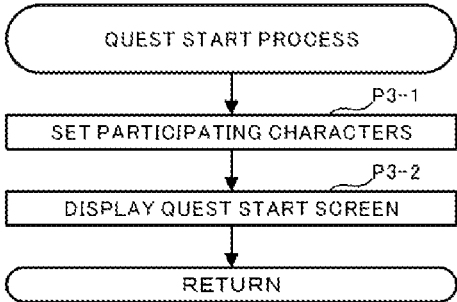 QUEST START PROCESS
P3-1
SET PARTICIPATING CHARACTERS
P3-2
DISPLAY QUEST START SCREEN
RETURN